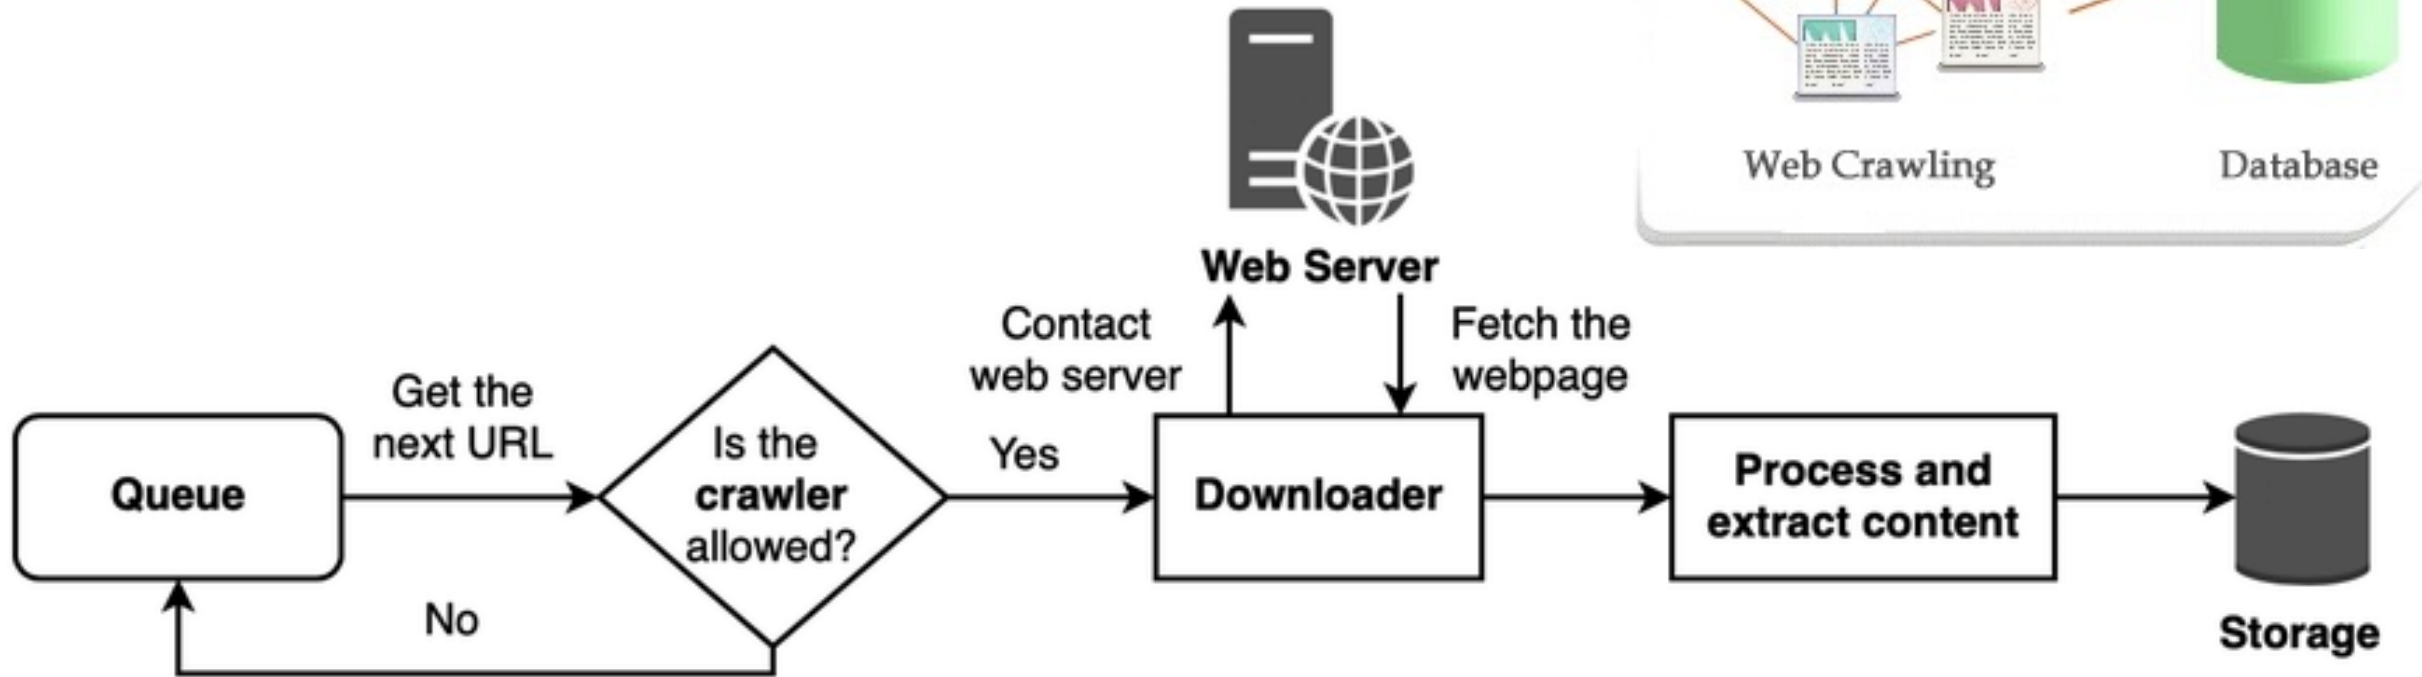 Web Crawling
Database
Web Server
Contact
web server
Fetch the
webpage
Get the
next URL
Queue
Is the
crawler
allowed?
Yes
No
Downloader
Process and
extract content
Storage